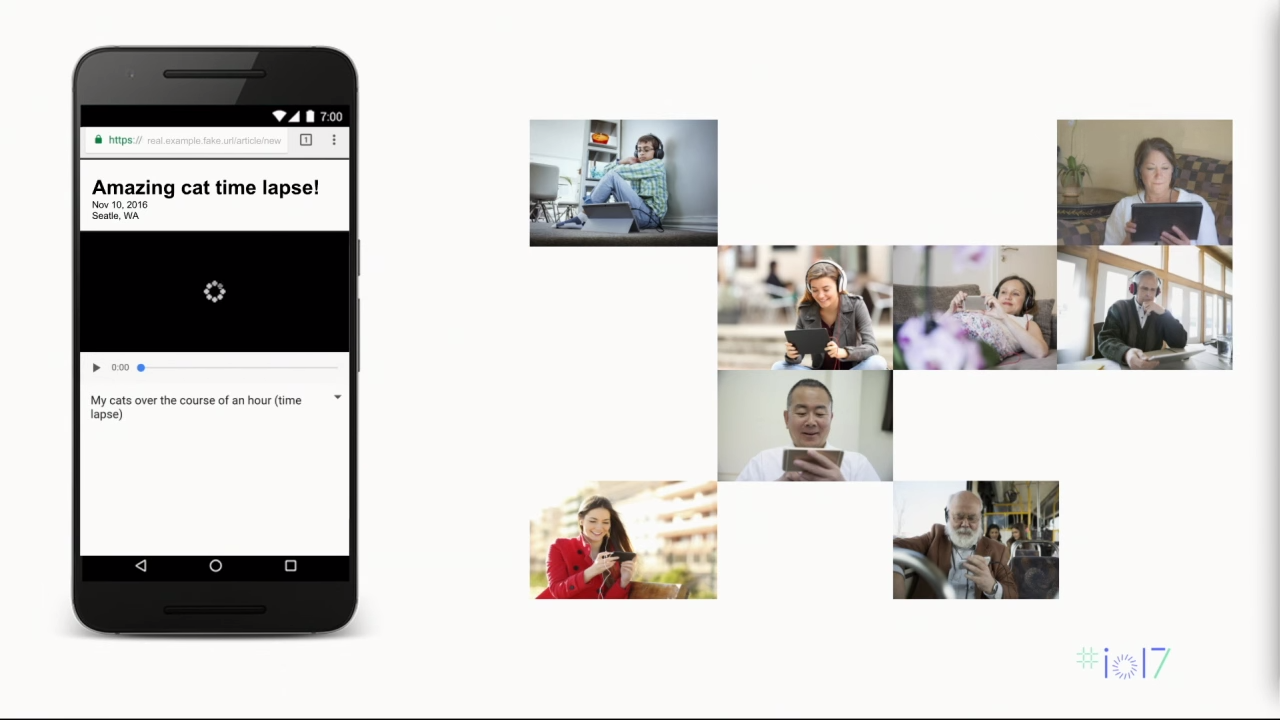 7:00
https:// real.example.fake.url/article/new
1
Amazing cat time lapse!
Nov 10, 2016
Seatle, WA
0:00
My cats over the course of an hour (time
lapse)
#io17